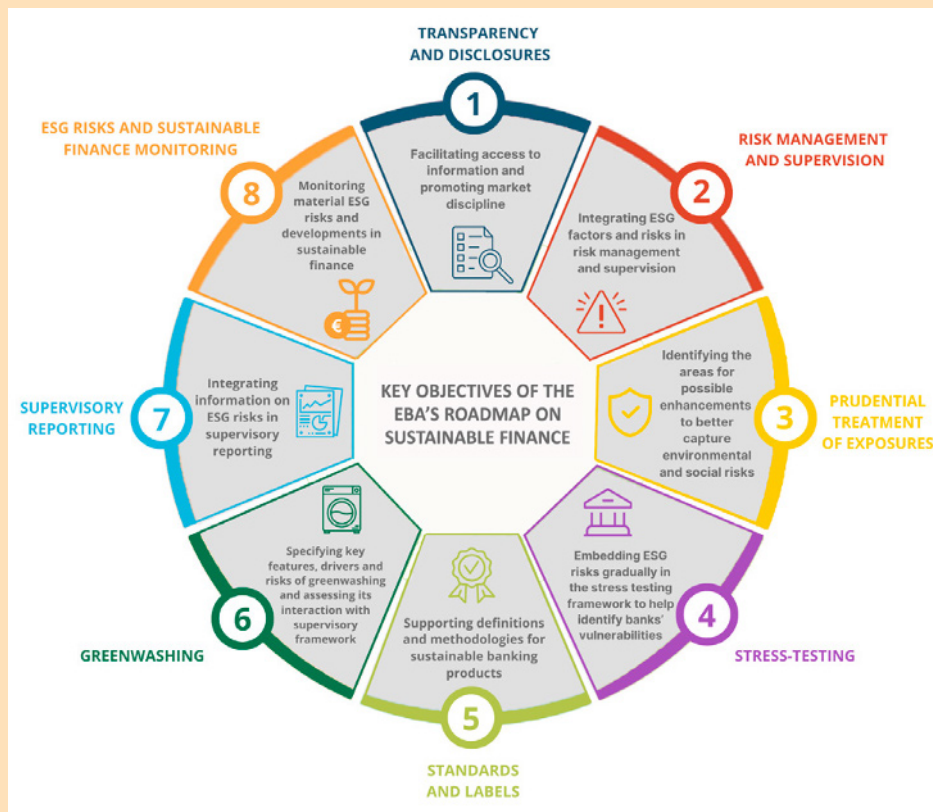 TRANSPARENCY
AND DISCLOSURES
1
Facilitating access to
information and
promoting market
discipline
RISK MANAGEMENT
AND SUPERVISION
2
Integrating ESG
factors and risks in
risk management
and supervision
PRUDENTIAL
TREATMENT
OF EXPOSURES
3
Identifying the
areas for
possible
enhancements
to better
capture
environmental
and social risks
STRESS-TESTING
4
Embedding ESG
risks gradually in
the stress testing
framework to help
identify banks'
vulnerabilities
STANDARDS
AND LABELS
5
Supporting definitions
and methodologies for
sustainable banking
products
GREENWASHING
6
Specifying key
features, drivers and
risks of greenwashing
and assessing its
interaction with
supervisory
framework
SUPERVISORY
REPORTING
7
Integrating
information on
ESG risks in
supervisory
reporting
ESG RISKS AND SUSTAINABLE
FINANCE MONITORING
8
Monitoring
material ESG
risks and
developments in
sustainable
finance
€
KEY OBJECTIVES OF THE
EBA'S ROADMAP ON
SUSTAINABLE FINANCE